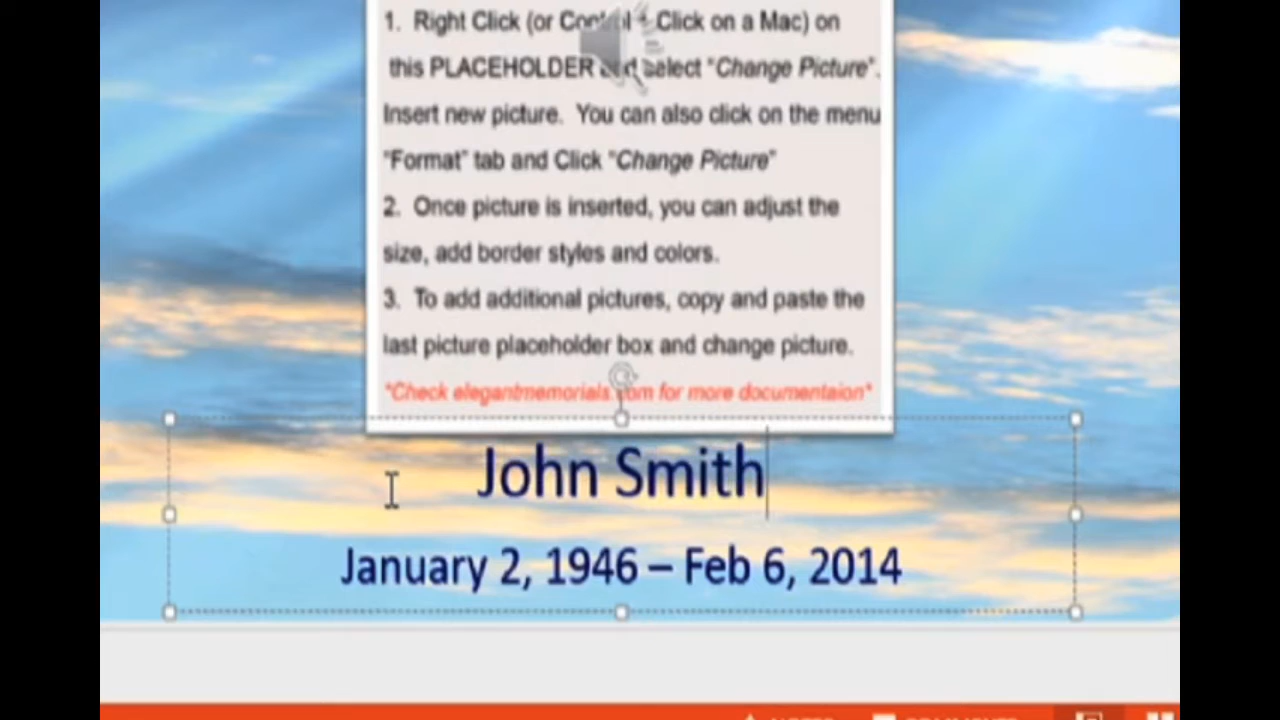 1. Right Click (or Control + Click on a Mac) on
this PLACEHOLDER and select "Change Picture".
Insert new picture. You can also click on the menu
"Format" tab and Click "Change Picture"
2. Once picture is inserted, you can adjust the
size, add border styles and colors.
3. To add additional pictures, copy and paste the
last picture placeholder box and change picture.
*Check elegantmemorials.com for more documentaion*
John Smith
January 2, 1946 – Feb 6, 2014